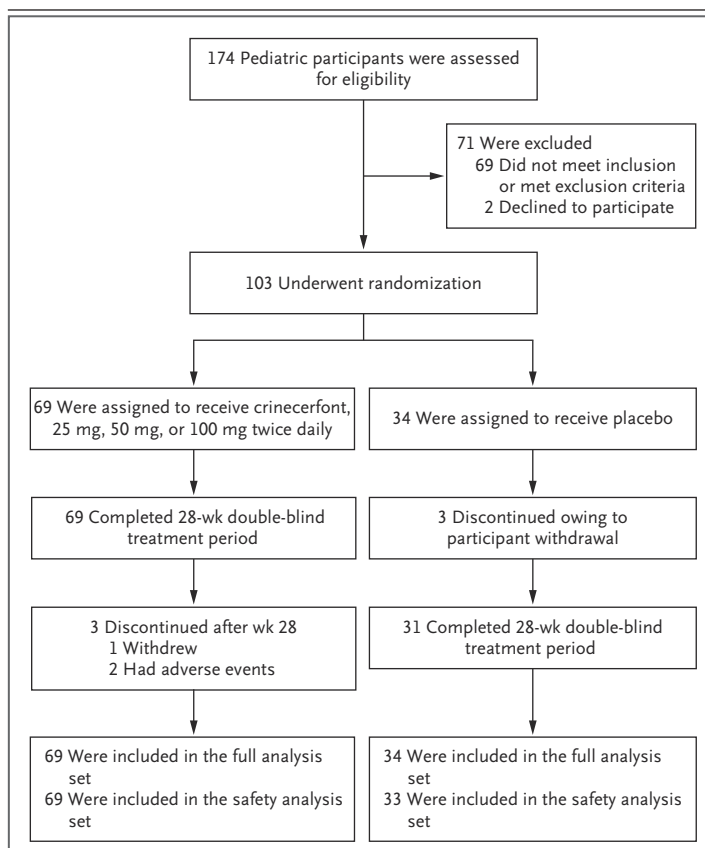 174 Pediatric participants were assessed
for eligibility
71 Were excluded
69 Did not meet inclusion
or met exclusion criteria
2 Declined to participate
103 Underwent randomization
69 Were assigned to receive crinecerfont,
25 mg, 50 mg, or 100 mg twice daily
34 Were assigned to receive placebo
69 Completed 28-wk double-blind
treatment period
3 Discontinued owing to
participant withdrawal
3 Discontinued after wk 28
1 Withdrew
2 Had adverse events
31 Completed 28-wk double-blind
treatment period
69 Were included in the full analysis
set
69 Were included in the safety analysis
set
34 Were included in the full analysis
set
33 Were included in the safety analysis
set